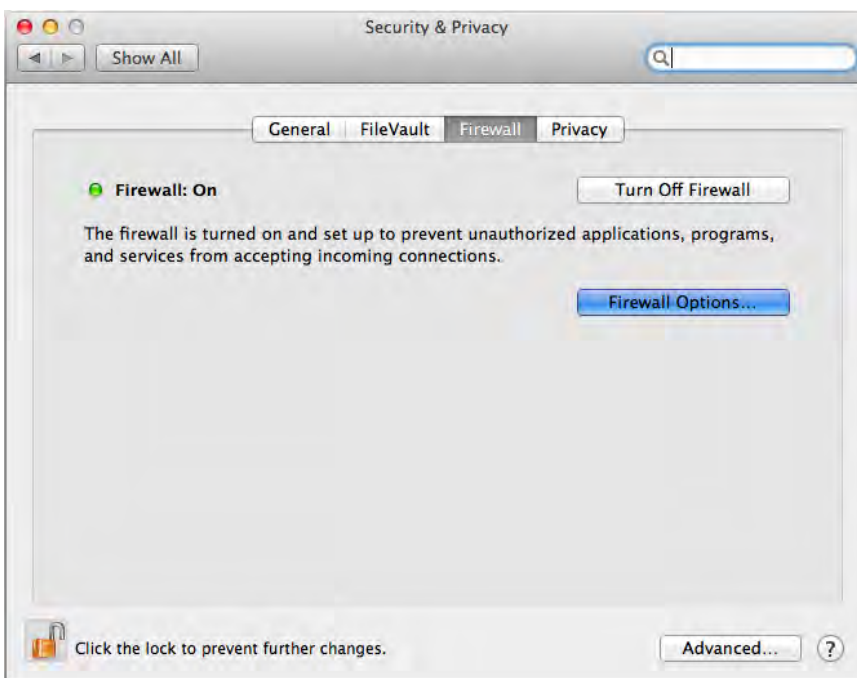 Security & Privacy
Show All
General FileVault Firewall Privacy
Firewall: On Turn Off Firewall
The firewall is turned on and set up to prevent unauthorized applications, programs,
and services from accepting incoming connections.
Firewall Options...
Click the lock to prevent further changes. Advanced... ?